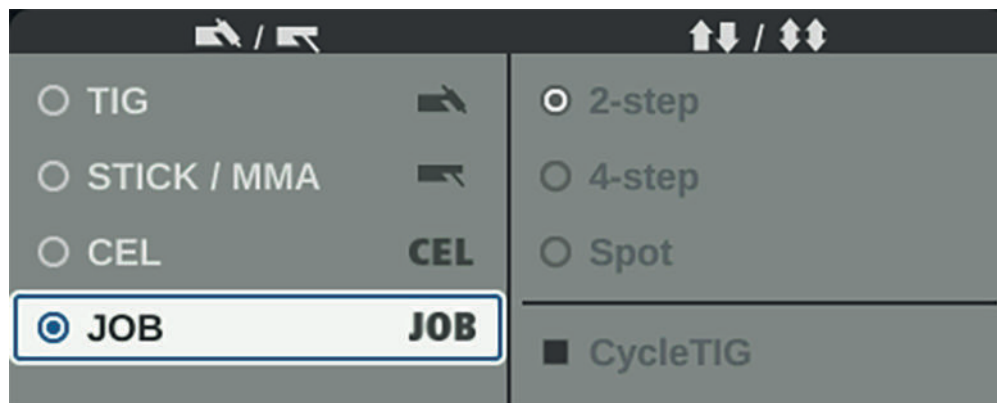 /
/
TIG
STICK / MMA
CEL CEL
JOB JOB
2-step
4-step
Spot
CycleTIG